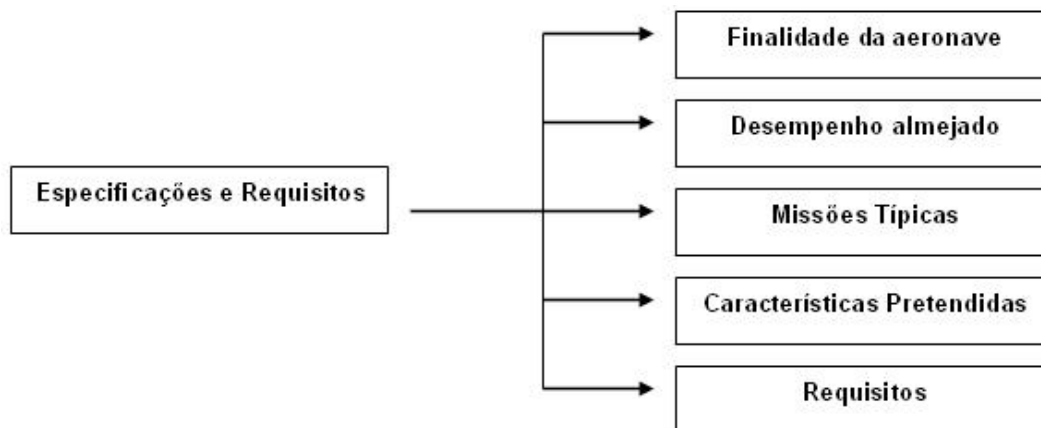 Finalidade da aeronave
Desempenho almejado
Especificações e Requisitos
Missões Típicas
Características Pretendidas
Requisitos